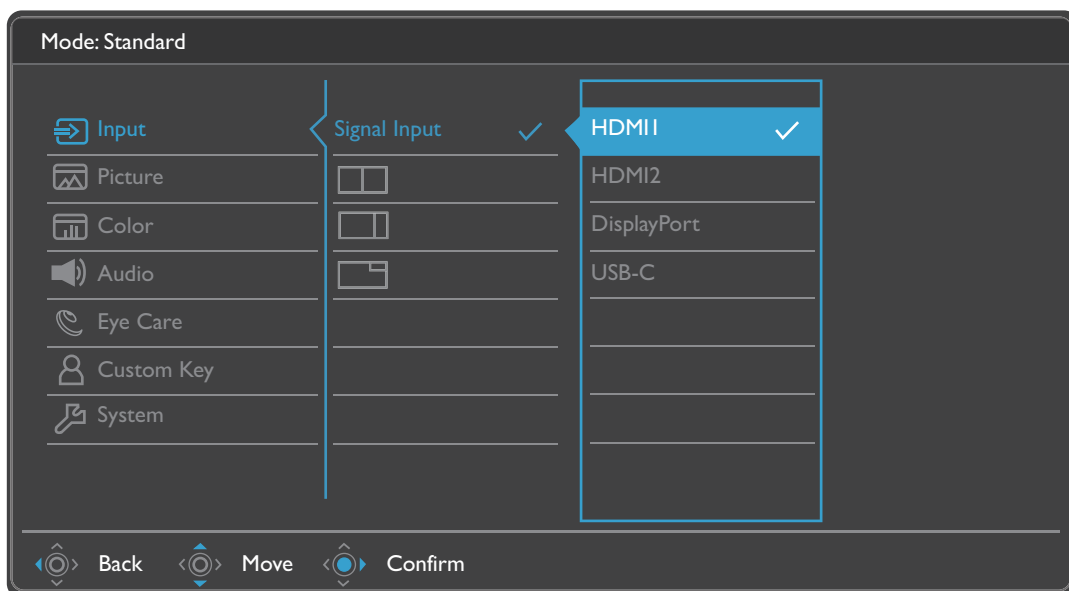 Mode: Standard
Input
Signal Input
HDMI1
Picture
HDMI2
Color
DisplayPort
Audio
USB-C
Eye Care
Custom Key
System
Back Move Confirm